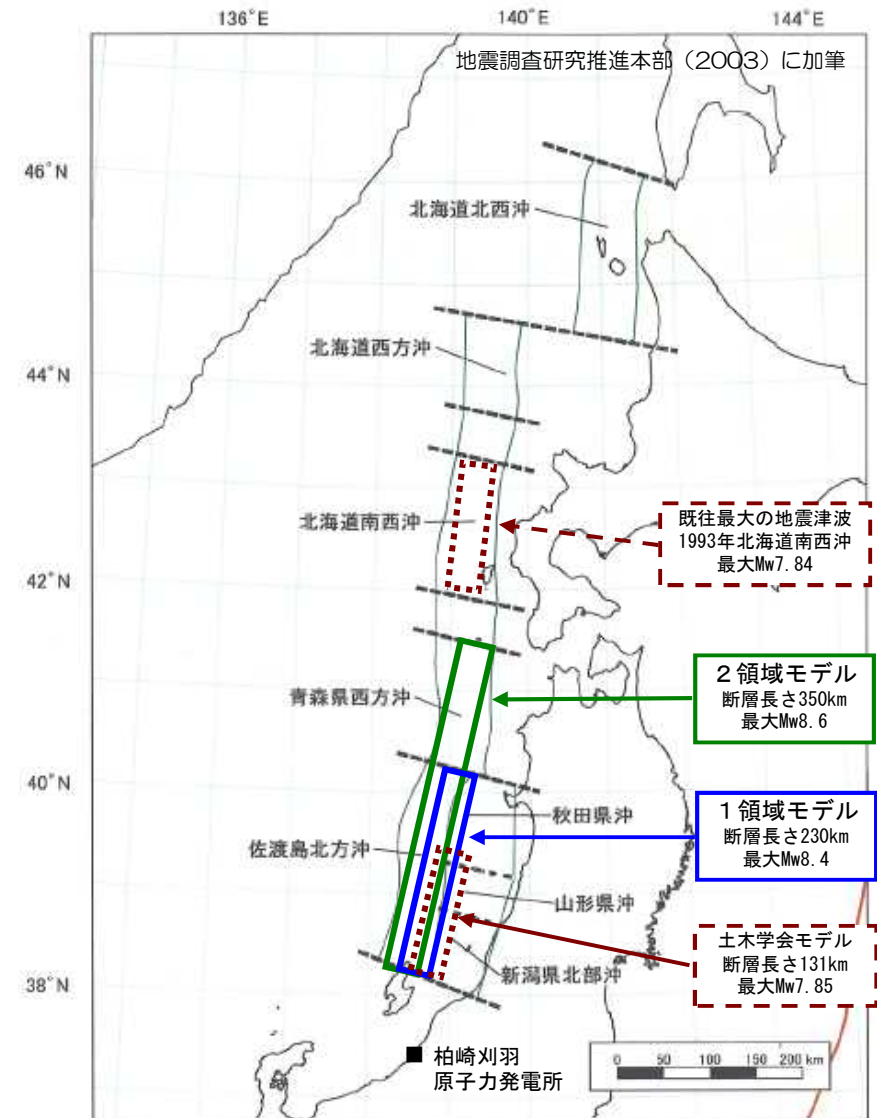 136°E
140°E
144°E
地震調査研究推進本部（2003）に加筆
46°N
北海道北西沖
北海道西方沖
44°N
北海道南西沖
既往最大の地震津波
1993年北海道南西沖
最大Mw7.84
42°N
２領域モデル
断層長さ350km
最大Mw8.6
青森県西方沖
40°N
秋田県沖
１領域モデル
断層長さ230km
最大Mw8.4
佐渡島北方沖
山形県沖
土木学会モデル
断層長さ131km
最大Mw7.85
新潟県北部沖
38°N
柏崎刈羽
原子力発電所
0 50 100 150 200 km